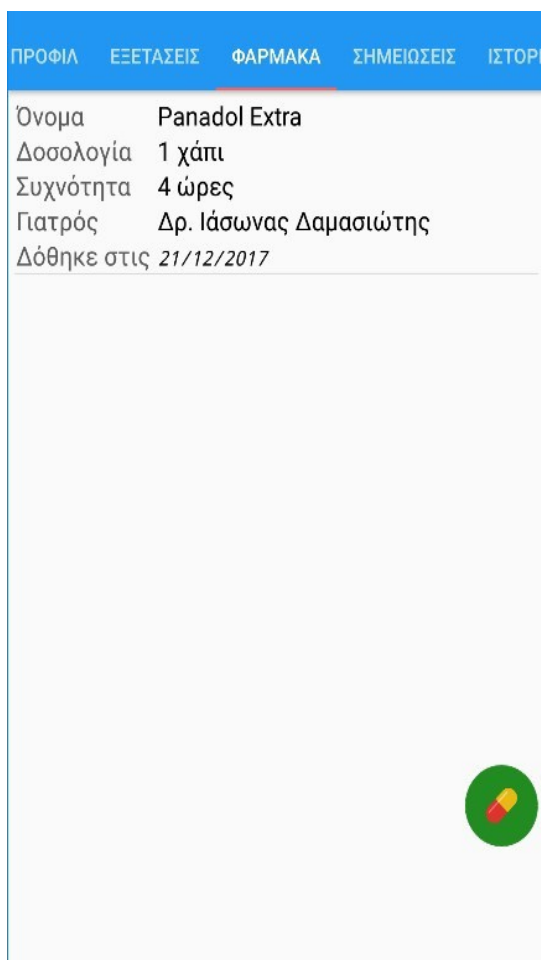 ΠΡΟΦΙΛ ΕΞΕΤΑΣΕΙΣ ΦΑΡΜΑΚΑ ΣΗΜΕΙΩΣΕΙΣ ΙΣΤΟΡΙ
Όνομα Panadol Extra
Δοσολογία 1 χάπι
Συχνότητα 4 ώρες
Γιατρός Δρ. Ιάσωνας Δαμασιώτης
Δόθηκε στις 21/12/2017